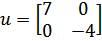 u = [7 0
0 −4]